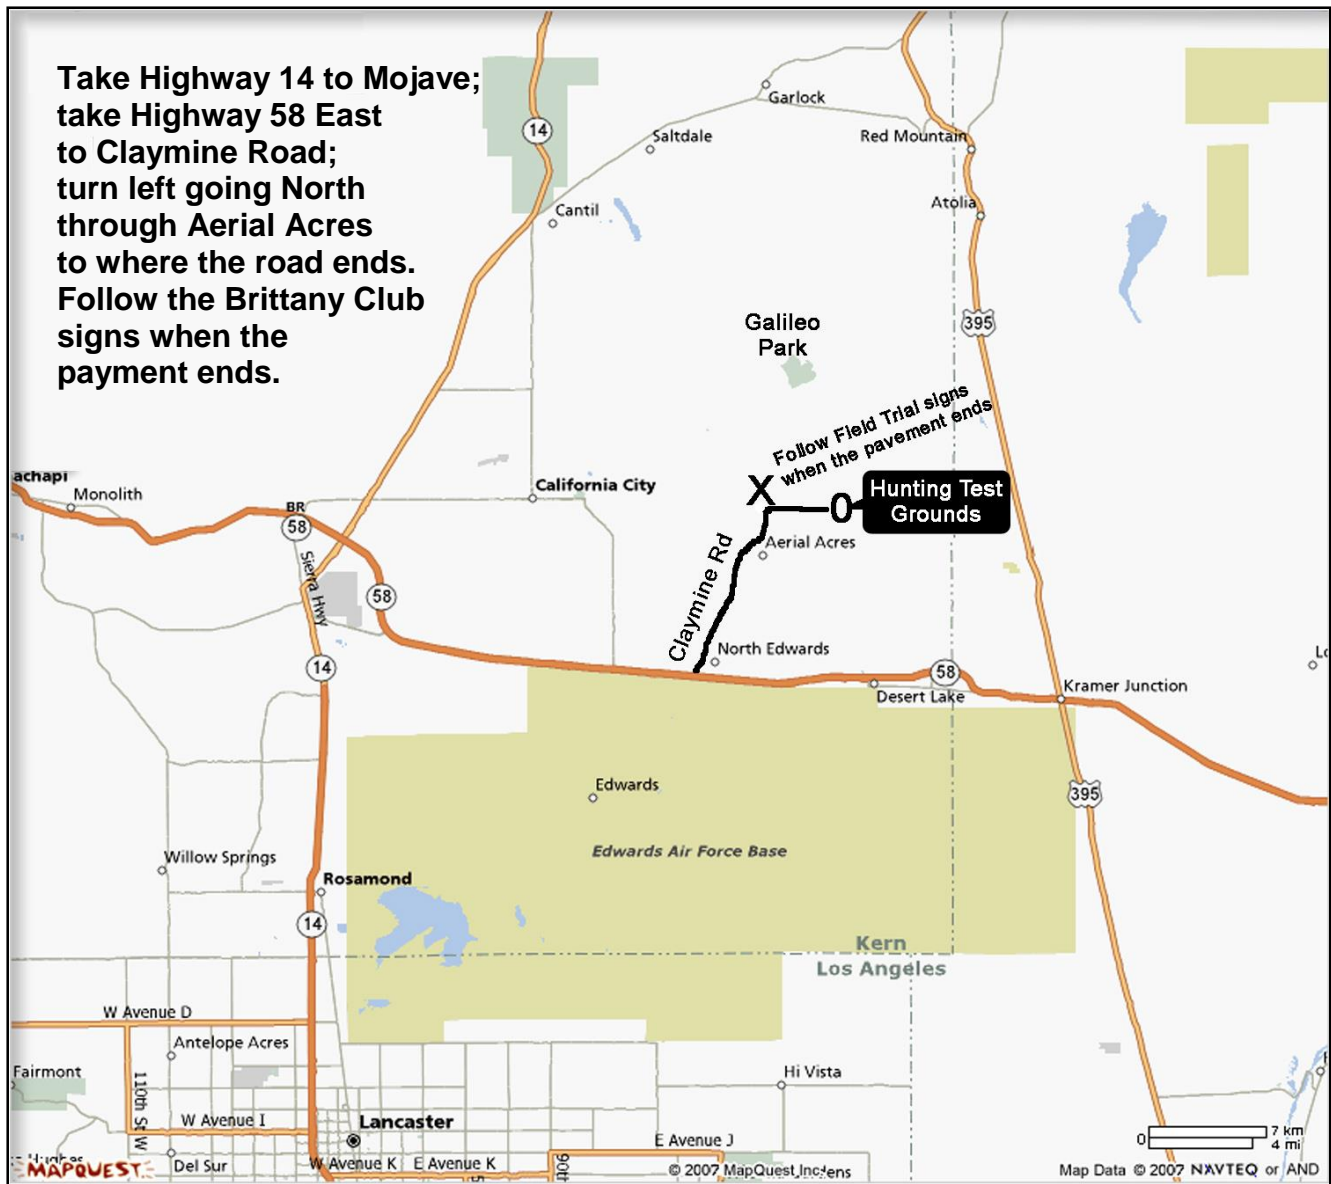 Take Highway 14 to Mojave;
take Highway 58 East
to Claymine Road;
turn left going North
through Aerial Acres
to where the road ends.
Follow the Brittany Club
signs when the
payment ends.
14
Garlock
Saltdale
Red Mountain
Cantil
Atolia
395
Galileo
Park
Follow Field Trial signs
when the pavement ends
achapi
Monolith
BR
58
California City
X
0
Hunting Test
Grounds
Aerial Acres
Claymine Rd
Sierra Hwy
58
14
North Edwards
58
Desert Lake
Kramer Junction
Edwards
395
Edwards Air Force Base
Willow Springs
Rosamond
14
Kern
Los Angeles
W Avenue D
Antelope Acres
Fairmont
110th St W
Hi Vista
W Avenue I
Lancaster
E Avenue J
0
7 km
4 mi
MAPQUEST
Del Sur
W Avenue K
E Avenue K
90th
© 2007 MapQuest Inc.
Map Data © 2007 NAVTEQ or AND